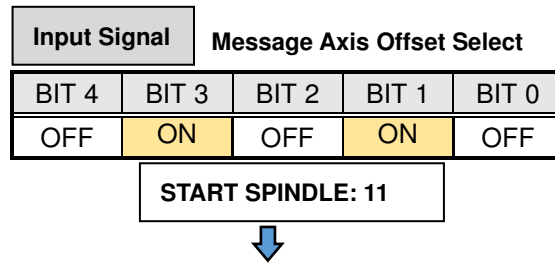 Input Signal Message Axis Offset Select
BIT 4 BIT 3 BIT 2 BIT 1 BIT 0
OFF ON OFF ON OFF
START SPINDLE: 11